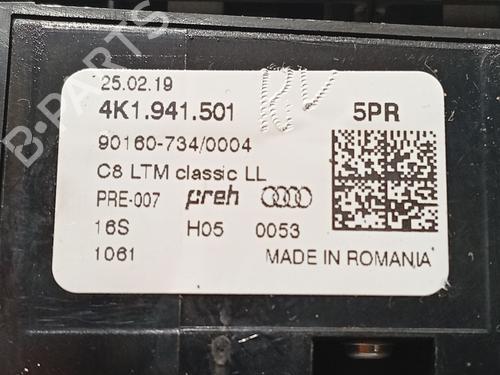 25.02.19
4K1.941.501 5PR
90160-734/0004
C8 LTM classic LL
PRE-007 preh
16S H05 0053
1061 MADE IN ROMANIA
RV
B-PARTS